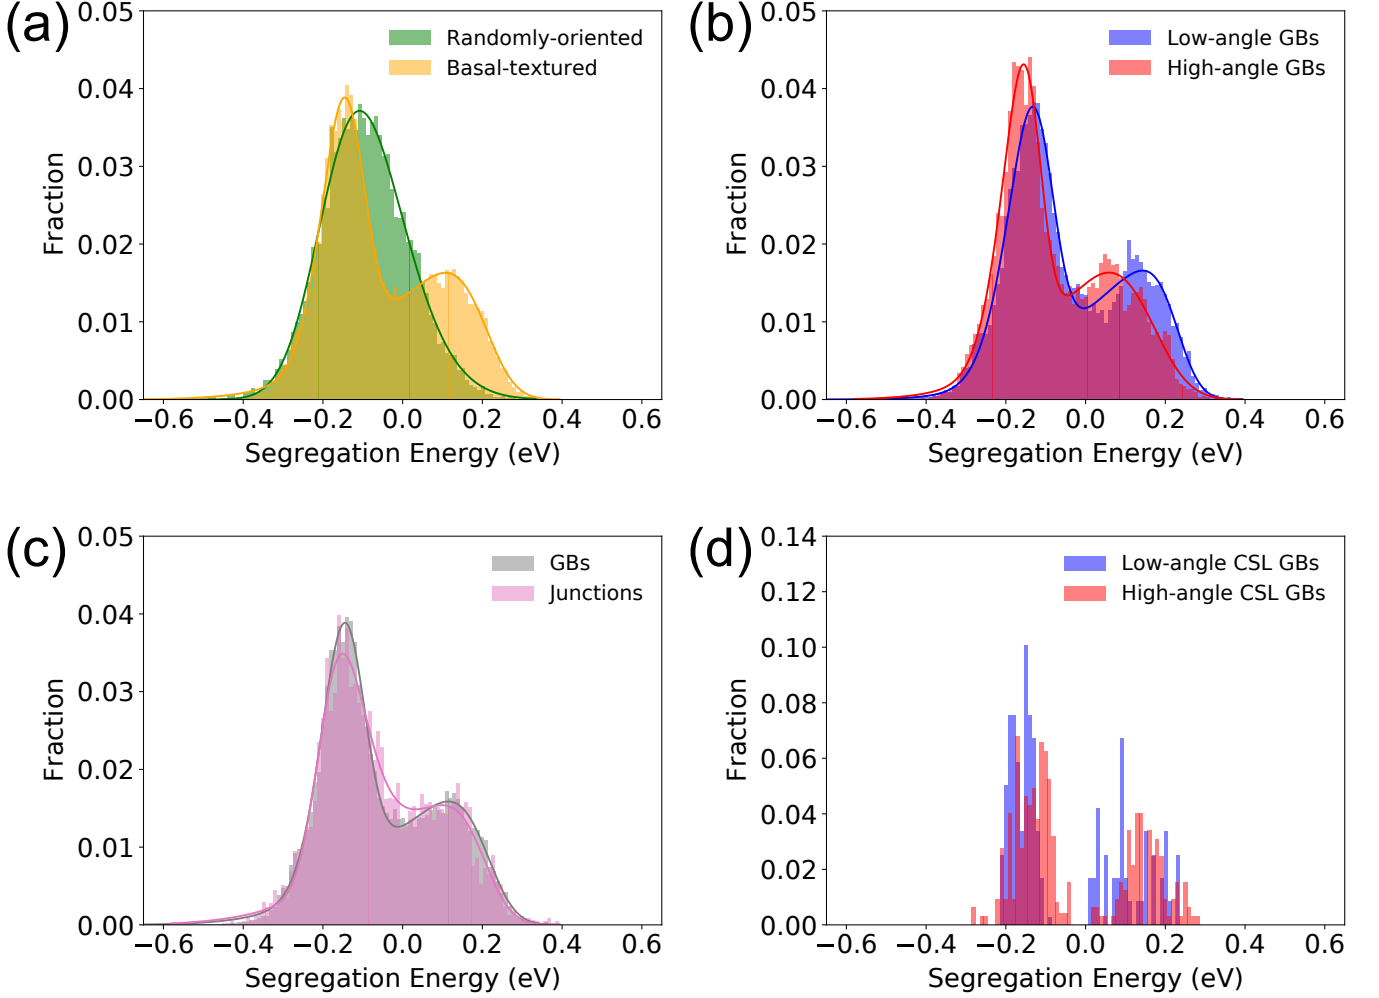 (a)
0.05
0.04
0.03
0.02
0.01
0.00
Fraction
Randomly-oriented
Basal-textured
−0.6 −0.4 −0.2 0.0 0.2 0.4 0.6
Segregation Energy (eV)
(b)
0.05
0.04
0.03
0.02
0.01
0.00
Fraction
Low-angle GBs
High-angle GBs
−0.6 −0.4 −0.2 0.0 0.2 0.4 0.6
Segregation Energy (eV)
(c)
0.05
0.04
0.03
0.02
0.01
0.00
Fraction
GBs
Junctions
−0.6 −0.4 −0.2 0.0 0.2 0.4 0.6
Segregation Energy (eV)
(d)
0.14
0.12
0.10
0.08
0.06
0.04
0.02
0.00
Fraction
Low-angle CSL GBs
High-angle CSL GBs
−0.6 −0.4 −0.2 0.0 0.2 0.4 0.6
Segregation Energy (eV)